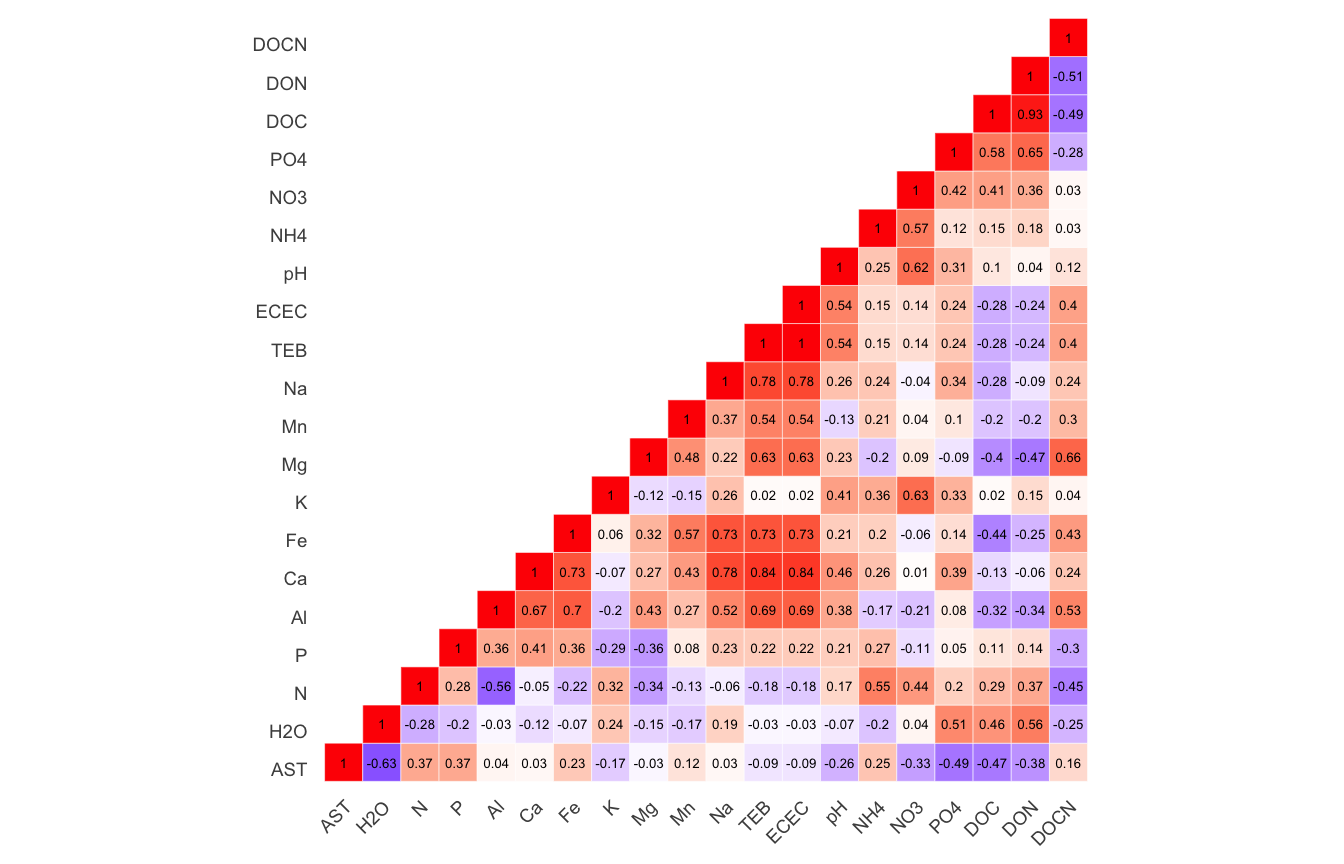 DOCN 1
DON 1 -0.51
DOC 1 0.93 -0.49
PO4 1 0.58 0.65 -0.28
NO3 1 0.42 0.41 0.36 0.03
NH4 1 0.57 0.12 0.15 0.18 0.03
pH 1 0.25 0.62 0.31 0.1 0.04 0.12
ECEC 1 0.54 0.15 0.14 0.24 -0.28 -0.24 0.4
TEB 1 1 0.54 0.15 0.14 0.24 -0.28 -0.24 0.4
Na 1 0.78 0.78 0.26 0.24 -0.04 0.34 -0.28 -0.09 0.24
Mn 1 0.37 0.54 0.54 -0.13 0.21 0.04 0.1 -0.2 -0.2 0.3
Mg 1 0.48 0.22 0.63 0.63 0.23 -0.2 0.09 -0.09 -0.4 -0.47 0.66
K 1 -0.12 -0.15 0.26 0.02 0.02 0.41 0.36 0.63 0.33 0.02 0.15 0.04
Fe 1 0.06 0.32 0.57 0.73 0.73 0.73 0.21 0.2 -0.06 0.14 -0.44 -0.25 0.43
Ca 1 0.73 -0.07 0.27 0.43 0.78 0.84 0.84 0.46 0.26 0.01 0.39 -0.13 -0.06 0.24
Al 1 0.67 0.7 -0.2 0.43 0.27 0.52 0.69 0.69 0.38 -0.17 -0.21 0.08 -0.32 -0.34 0.53
P 1 0.36 0.41 0.36 -0.29 -0.36 0.08 0.23 0.22 0.22 0.21 0.27 -0.11 0.05 0.11 0.14 -0.3
N 1 0.28 -0.56 -0.05 -0.22 0.32 -0.34 -0.13 -0.06 -0.18 -0.18 0.17 0.55 0.44 0.2 0.29 0.37 -0.45
H2O 1 -0.28 -0.2 -0.03 -0.12 -0.07 0.24 -0.15 -0.17 0.19 -0.03 -0.03 -0.07 -0.2 0.04 0.51 0.46 0.56 -0.25
AST 1 -0.63 0.37 0.37 0.04 0.03 0.23 -0.17 -0.03 0.12 0.03 -0.09 -0.09 -0.26 0.25 -0.33 -0.49 -0.47 -0.38 0.16
AST H2O N P Al Ca Fe K Mg Mn Na TEB ECEC pH NH4 NO3 PO4 DOC DON DOCN